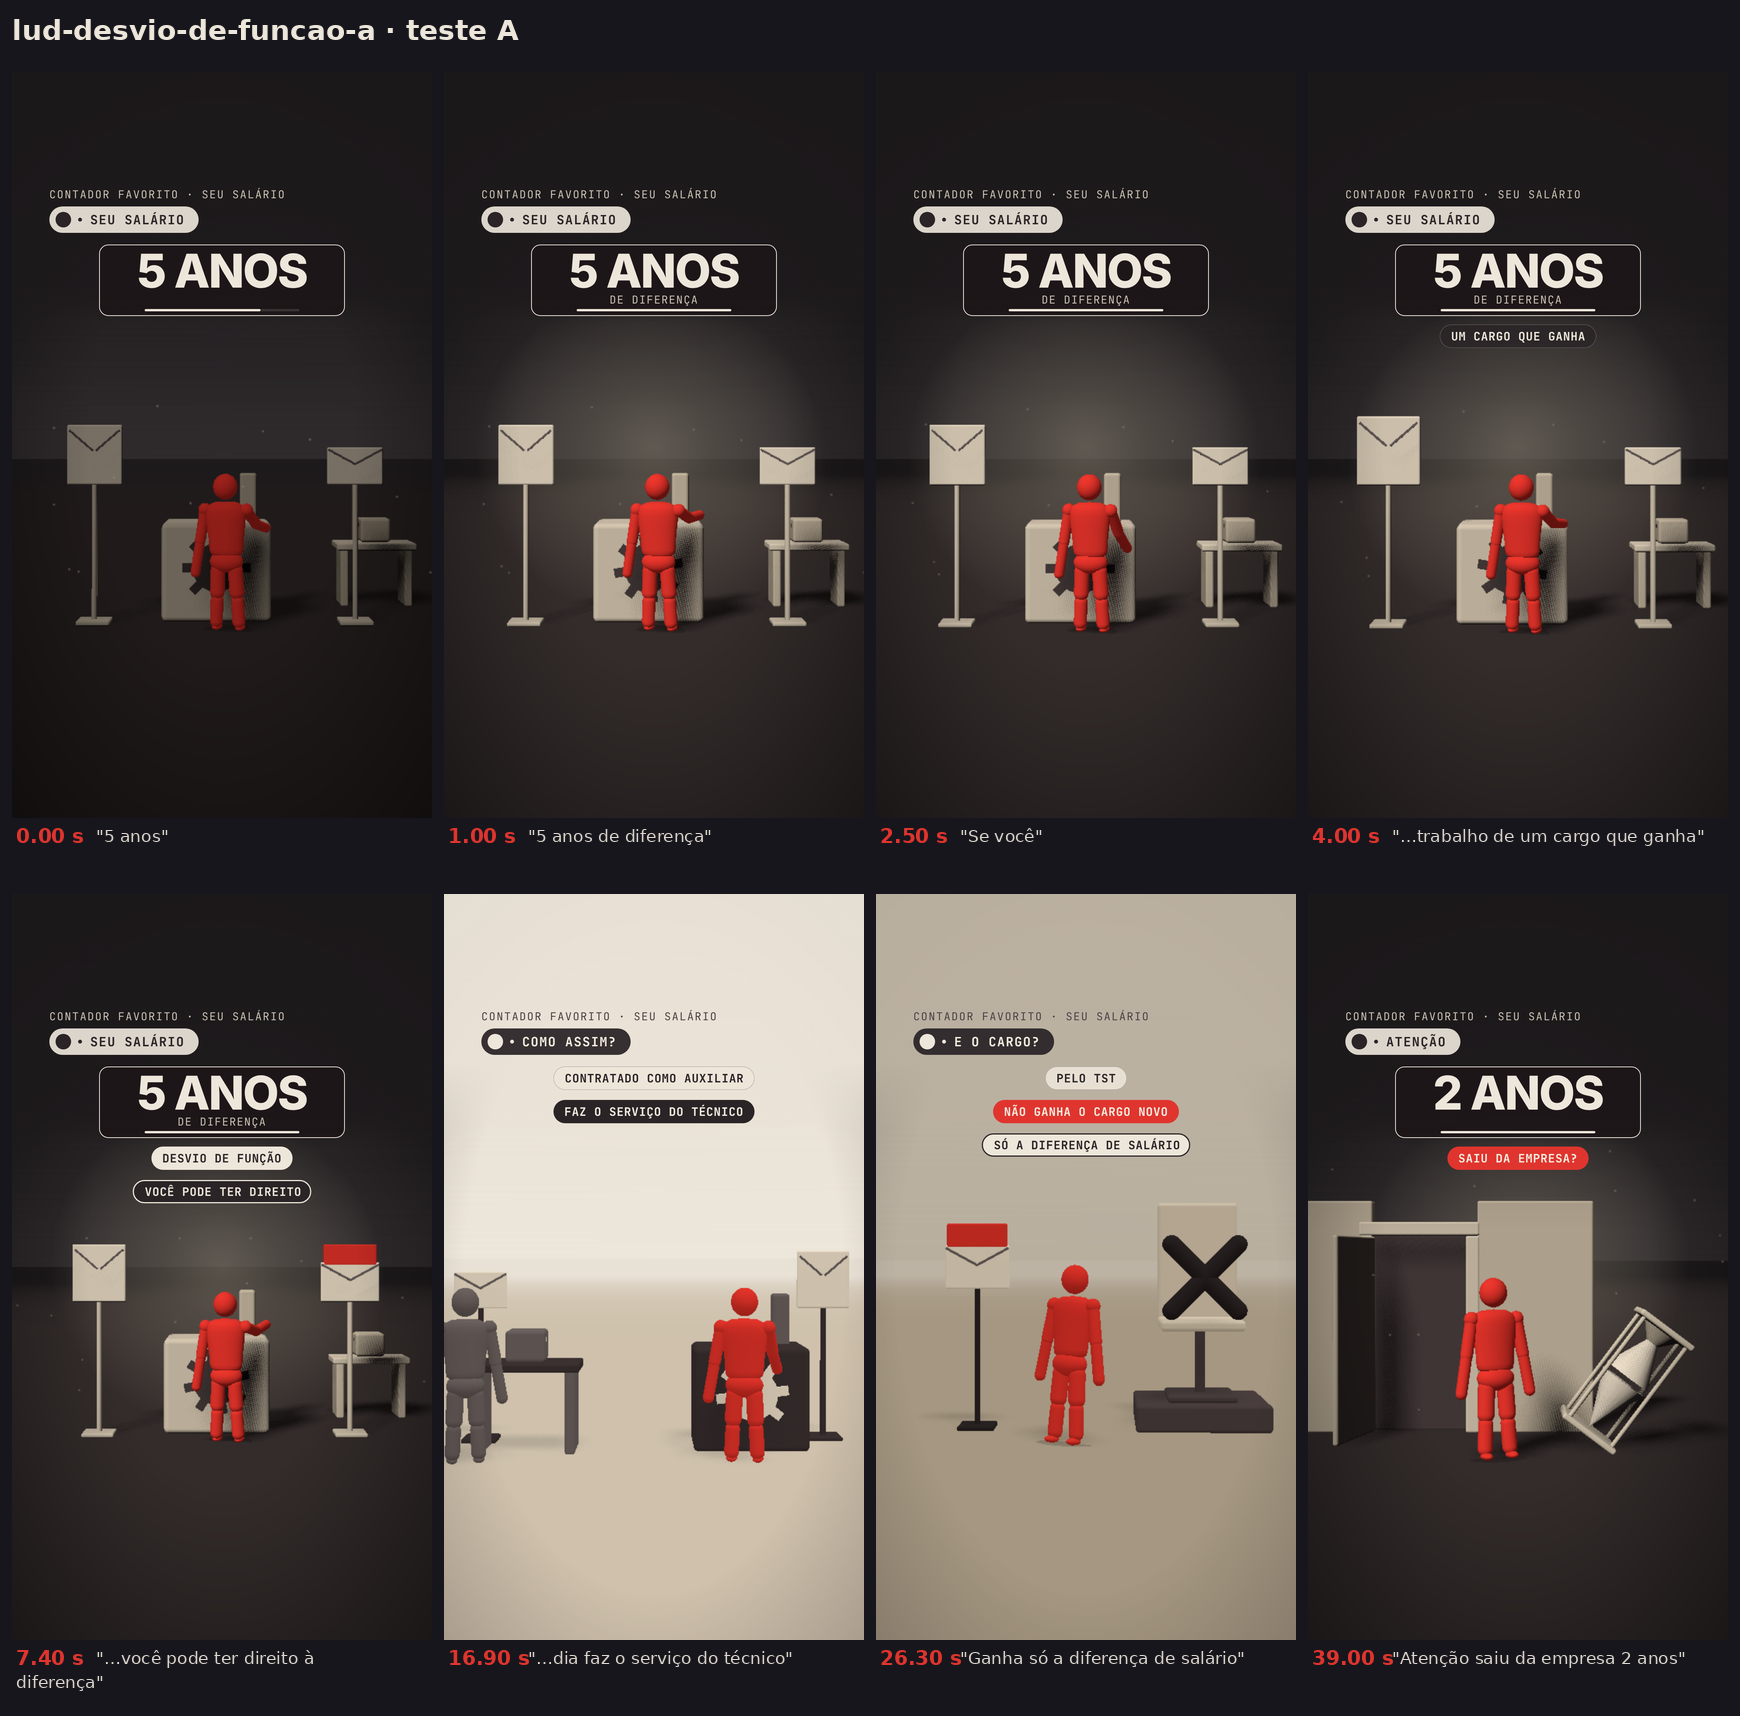 lud-desvio-de-funcao-a · teste A
CONTADOR FAVORITO · SEU SALÁRIO
• SEU SALÁRIO
5 ANOS
0.00 s "5 anos"
CONTADOR FAVORITO · SEU SALÁRIO
• SEU SALÁRIO
5 ANOS
DE DIFERENÇA
1.00 s "5 anos de diferença"
CONTADOR FAVORITO · SEU SALÁRIO
• SEU SALÁRIO
5 ANOS
DE DIFERENÇA
2.50 s "Se você"
CONTADOR FAVORITO · SEU SALÁRIO
• SEU SALÁRIO
5 ANOS
DE DIFERENÇA
UM CARGO QUE GANHA
4.00 s "...trabalho de um cargo que ganha"
CONTADOR FAVORITO · SEU SALÁRIO
• SEU SALÁRIO
5 ANOS
DE DIFERENÇA
DESVIO DE FUNÇÃO
VOCÊ PODE TER DIREITO
7.40 s "...você pode ter direito à
diferença"
CONTADOR FAVORITO · SEU SALÁRIO
• COMO ASSIM?
CONTRATADO COMO AUXILIAR
FAZ O SERVIÇO DO TÉCNICO
16.90 s "...dia faz o serviço do técnico"
CONTADOR FAVORITO · SEU SALÁRIO
• E O CARGO?
PELO TST
NÃO GANHA O CARGO NOVO
SÓ A DIFERENÇA DE SALÁRIO
26.30 s "Ganha só a diferença de salário"
CONTADOR FAVORITO · SEU SALÁRIO
• ATENÇÃO
2 ANOS
SAIU DA EMPRESA?
39.00 s "Atenção saiu da empresa 2 anos"